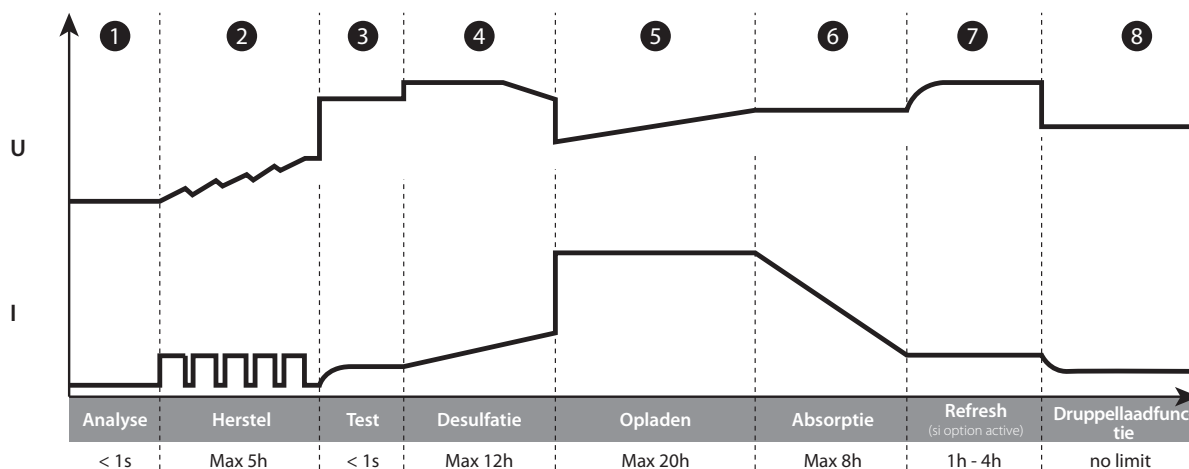 1 2 3 4 5 6 7 8
U
I
Analyse Herstel Test Desulfatie Opladen Absorptie Refresh Druppellaadfunc
(si option active) tie
< 1s Max 5h < 1s Max 12h Max 20h Max 8h 1h - 4h no limit